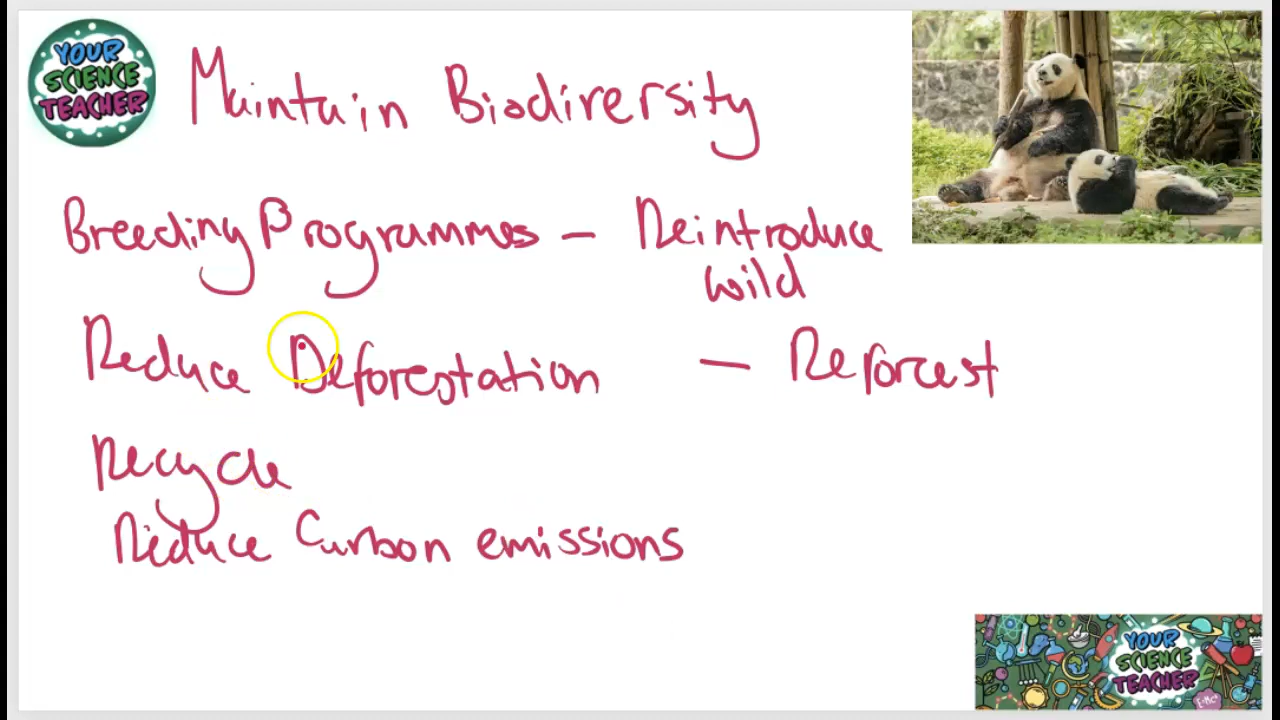 YOUR
SCIENCE
TEACHER
Maintain Biodiversity
Breeding Programmes - Reintroduce
wild
Reduce Deforestation - Reforest
Recycle
Reduce Carbon emissions
YOUR
SCIENCE
TEACHER